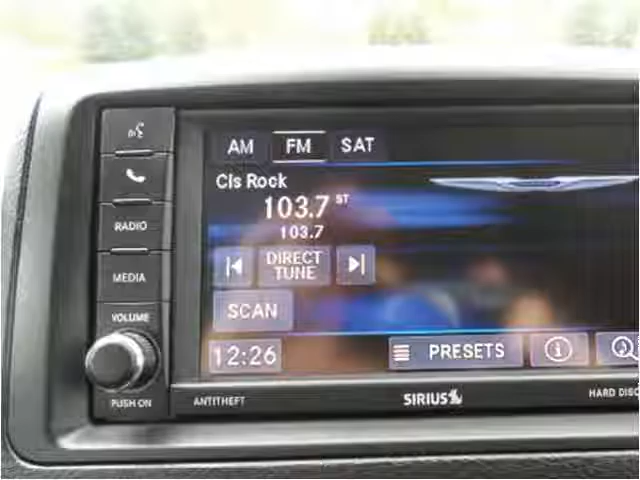 AM FM SAT
Cls Rock
103.7 ST
103.7
DIRECT
TUNE
SCAN
12:26 PRESETS
RADIO
MEDIA
VOLUME
PUSH ON
ANTITHEFT SIRIUS HARD DISC